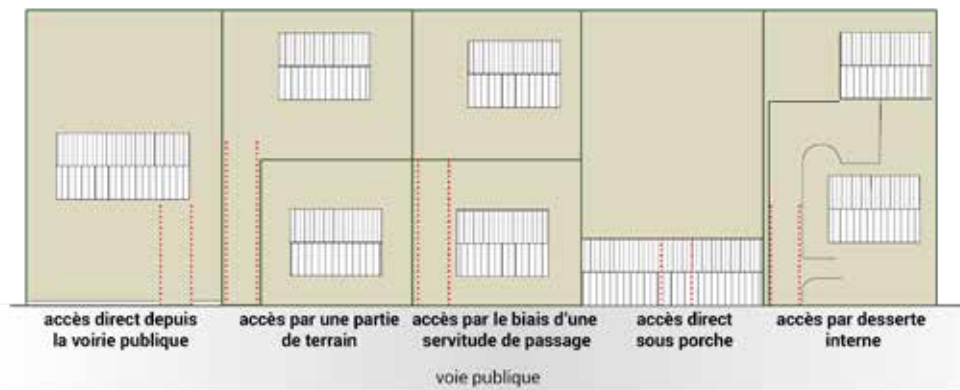 accès direct depuis
la voirie publique
accès par une partie
de terrain
accès par le biais d'une
servitude de passage
accès direct
sous porche
accès par desserte
interne
voie publique